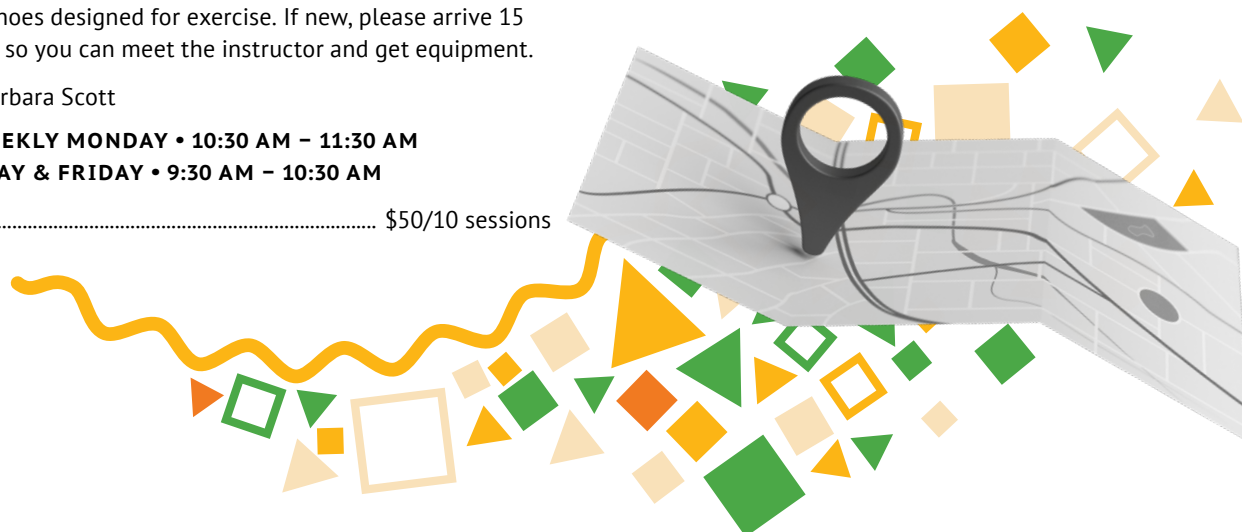 hoes designed for exercise. If new, please arrive 15
so you can meet the instructor and get equipment.
rbara Scott
EKLY MONDAY • 10:30 AM – 11:30 AM
AY & FRIDAY • 9:30 AM – 10:30 AM
........................................................................................ $50/10 sessions